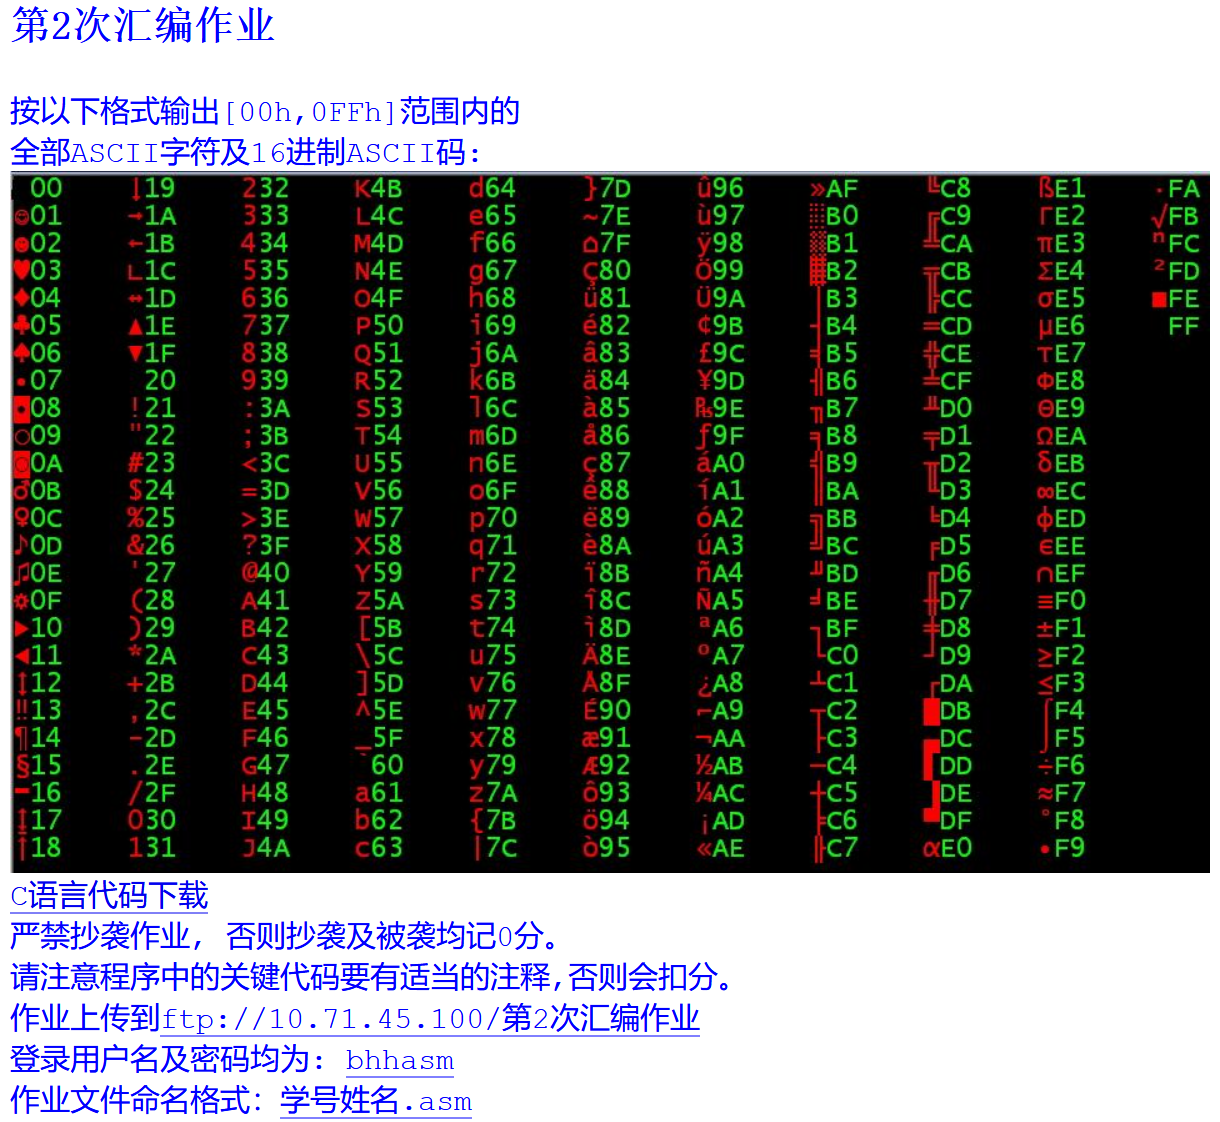 第2次汇编作业
按以下格式输出[00h,0FFh]范围内的
全部ASCII字符及16进制ASCII码:
00 ↓19 232 K4B d64 }7D û96 »AF ╚C8 ßE1 ·FA
☺01 →1A 333 L4C e65 ~7E ù97 ░B0 ╔C9 ΓE2 √FB
☻02 ←1B 434 M4D f66 ⌂7F ÿ98 ▒B1 ╩CA πE3 ⁿFC
♥03 ∟1C 535 N4E g67 Ç80 Ö99 ▓B2 ╦CB ΣE4 ²FD
♦04 ↔1D 636 O4F h68 ü81 Ü9A │B3 ╠CC σE5 ■FE
♣05 ▲1E 737 P50 i69 é82 ¢9B ┤B4 ═CD µE6 FF
♠06 ▼1F 838 Q51 j6A â83 £9C ╡B5 ╬CE τE7
•07 20 939 R52 k6B ä84 ¥9D ╢B6 ╧CF ΦE8
◘08 !21 :3A S53 l6C à85 ₧9E ╖B7 ╨D0 ΘE9
○09 "22 ;3B T54 m6D å86 ƒ9F ╕B8 ╤D1 ΩEA
◙0A #23 <3C U55 n6E ç87 áA0 ╣B9 ╥D2 δEB
♂0B $24 =3D V56 o6F ê88 íA1 ║BA ╙D3 ∞EC
♀0C %25 >3E W57 p70 ë89 óA2 ╗BB ╘D4 φED
♪0D &26 ?3F X58 q71 è8A úA3 ╝BC ╒D5 ∈EE
♫0E '27 @40 Y59 r72 ï8B ñA4 ╜BD ╓D6 ∩EF
☼0F (28 A41 Z5A s73 î8C ÑA5 ╛BE ╫D7 ≡F0
►10 )29 B42 [5B t74 ì8D ªA6 ┐BF ╪D8 ±F1
◄11 *2A C43 \5C u75 Ä8E ºA7 └C0 ┘D9 ≥F2
↕12 +2B D44 ]5D v76 Å8F ¿A8 ┴C1 ┌DA ≤F3
‼13 ,2C E45 ^5E w77 É90 ⌐A9 ┬C2 █DB ⌠F4
¶14 -2D F46 _5F x78 æ91 ¬AA ├C3 ▄DC ⌡F5
§15 .2E G47 `60 y79 Æ92 ½AB ─C4 ▌DD ÷F6
▬16 /2F H48 a61 z7A ô93 ¼AC ┼C5 ▐DE ≈F7
↨17 030 I49 b62 {7B ö94 ¡AD ╞C6 ▀DF °F8
↑18 131 J4A c63 |7C ò95 «AE ╟C7 αE0 ∙F9
C语言代码下载
严禁抄袭作业, 否则抄袭及被袭均记0分。
请注意程序中的关键代码要有适当的注释,否则会扣分。
作业上传到ftp://10.71.45.100/第2次汇编作业
登录用户名及密码均为: bhhasm
作业文件命名格式: 学号姓名.asm